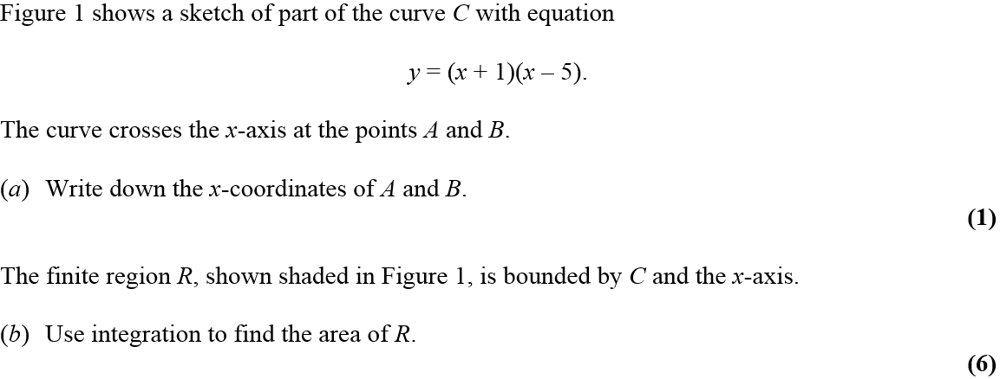 Figure 1 shows a sketch of part of the curve C with equation
y = (x + 1)(x – 5).
The curve crosses the x-axis at the points A and B.
(a) Write down the x-coordinates of A and B.
(1)
The finite region R, shown shaded in Figure 1, is bounded by C and the x-axis.
(b) Use integration to find the area of R.
(6)